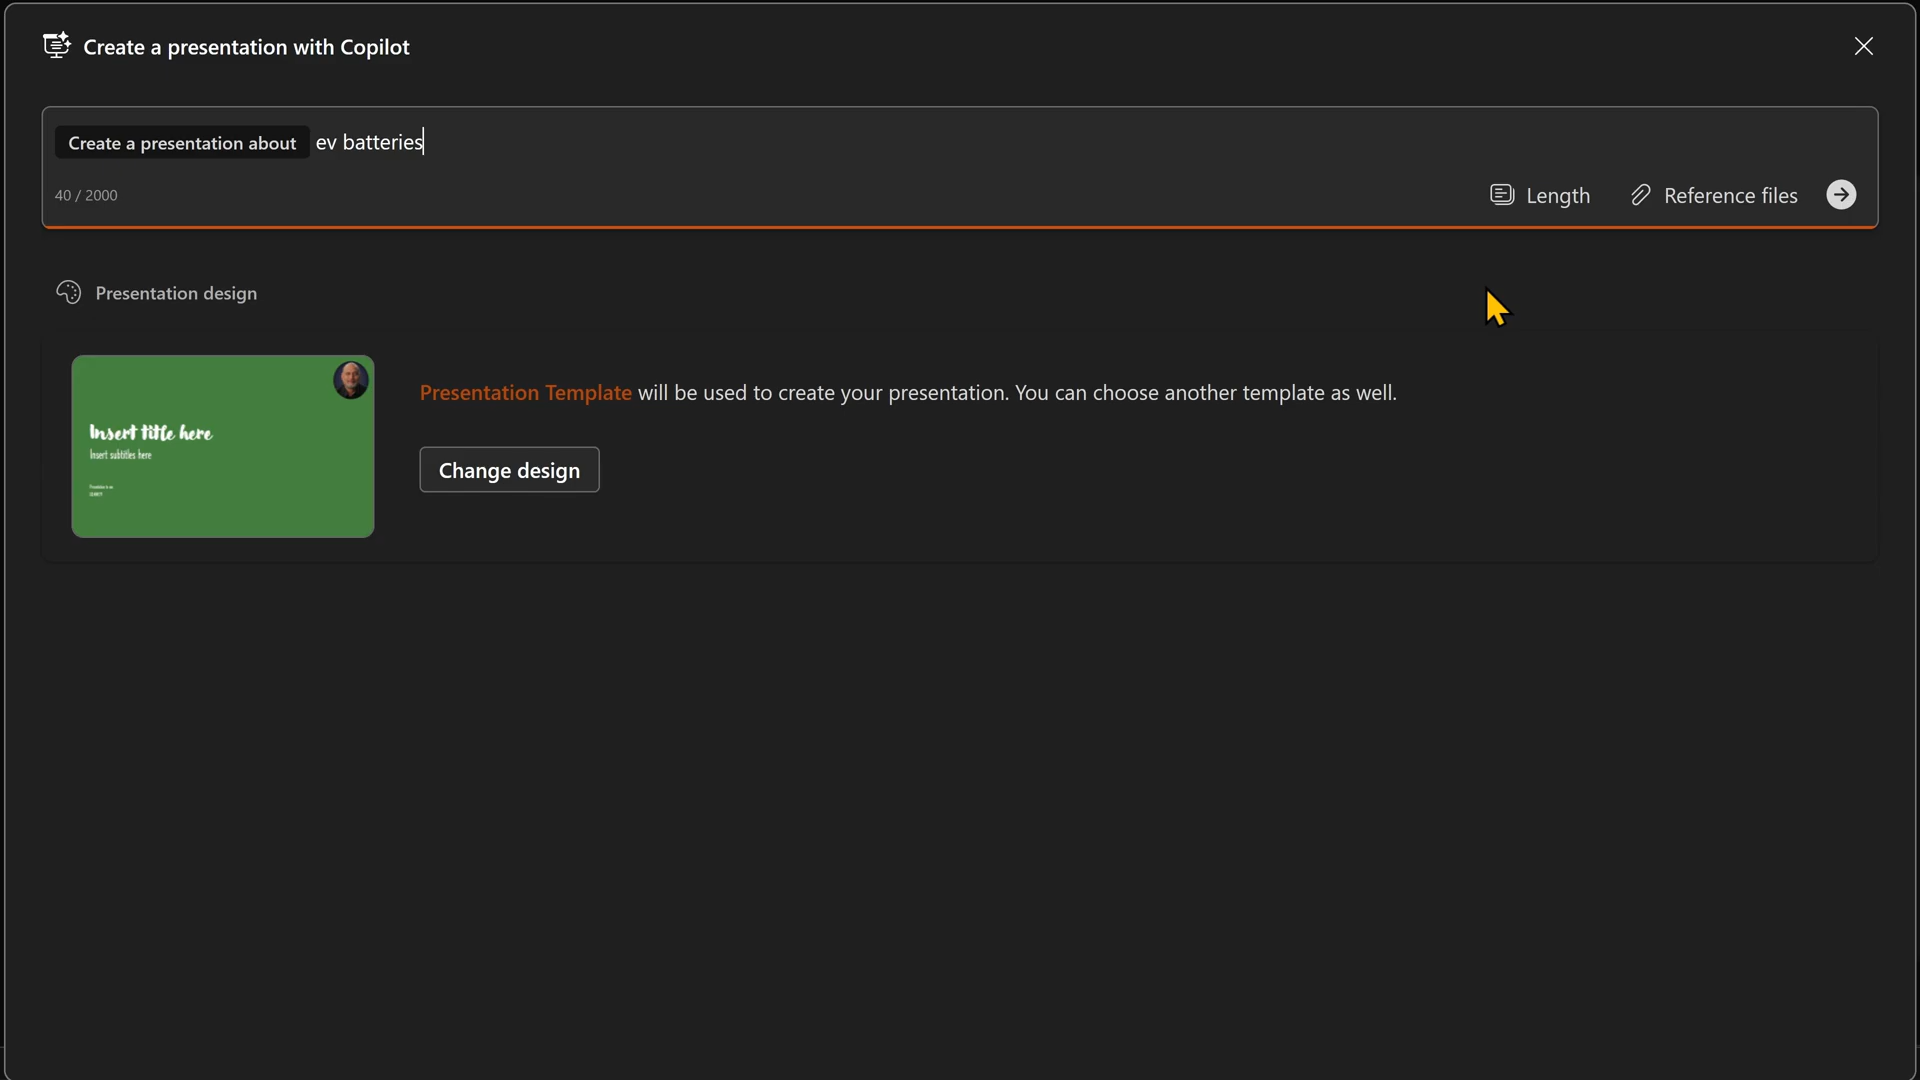 Create a presentation with Copilot
Create a presentation about ev batteries
40 / 2000
Length
Reference files
Presentation design
Insert title here
Insert subtitles here
Presentation Template will be used to create your presentation. You can choose another template as well.
Change design